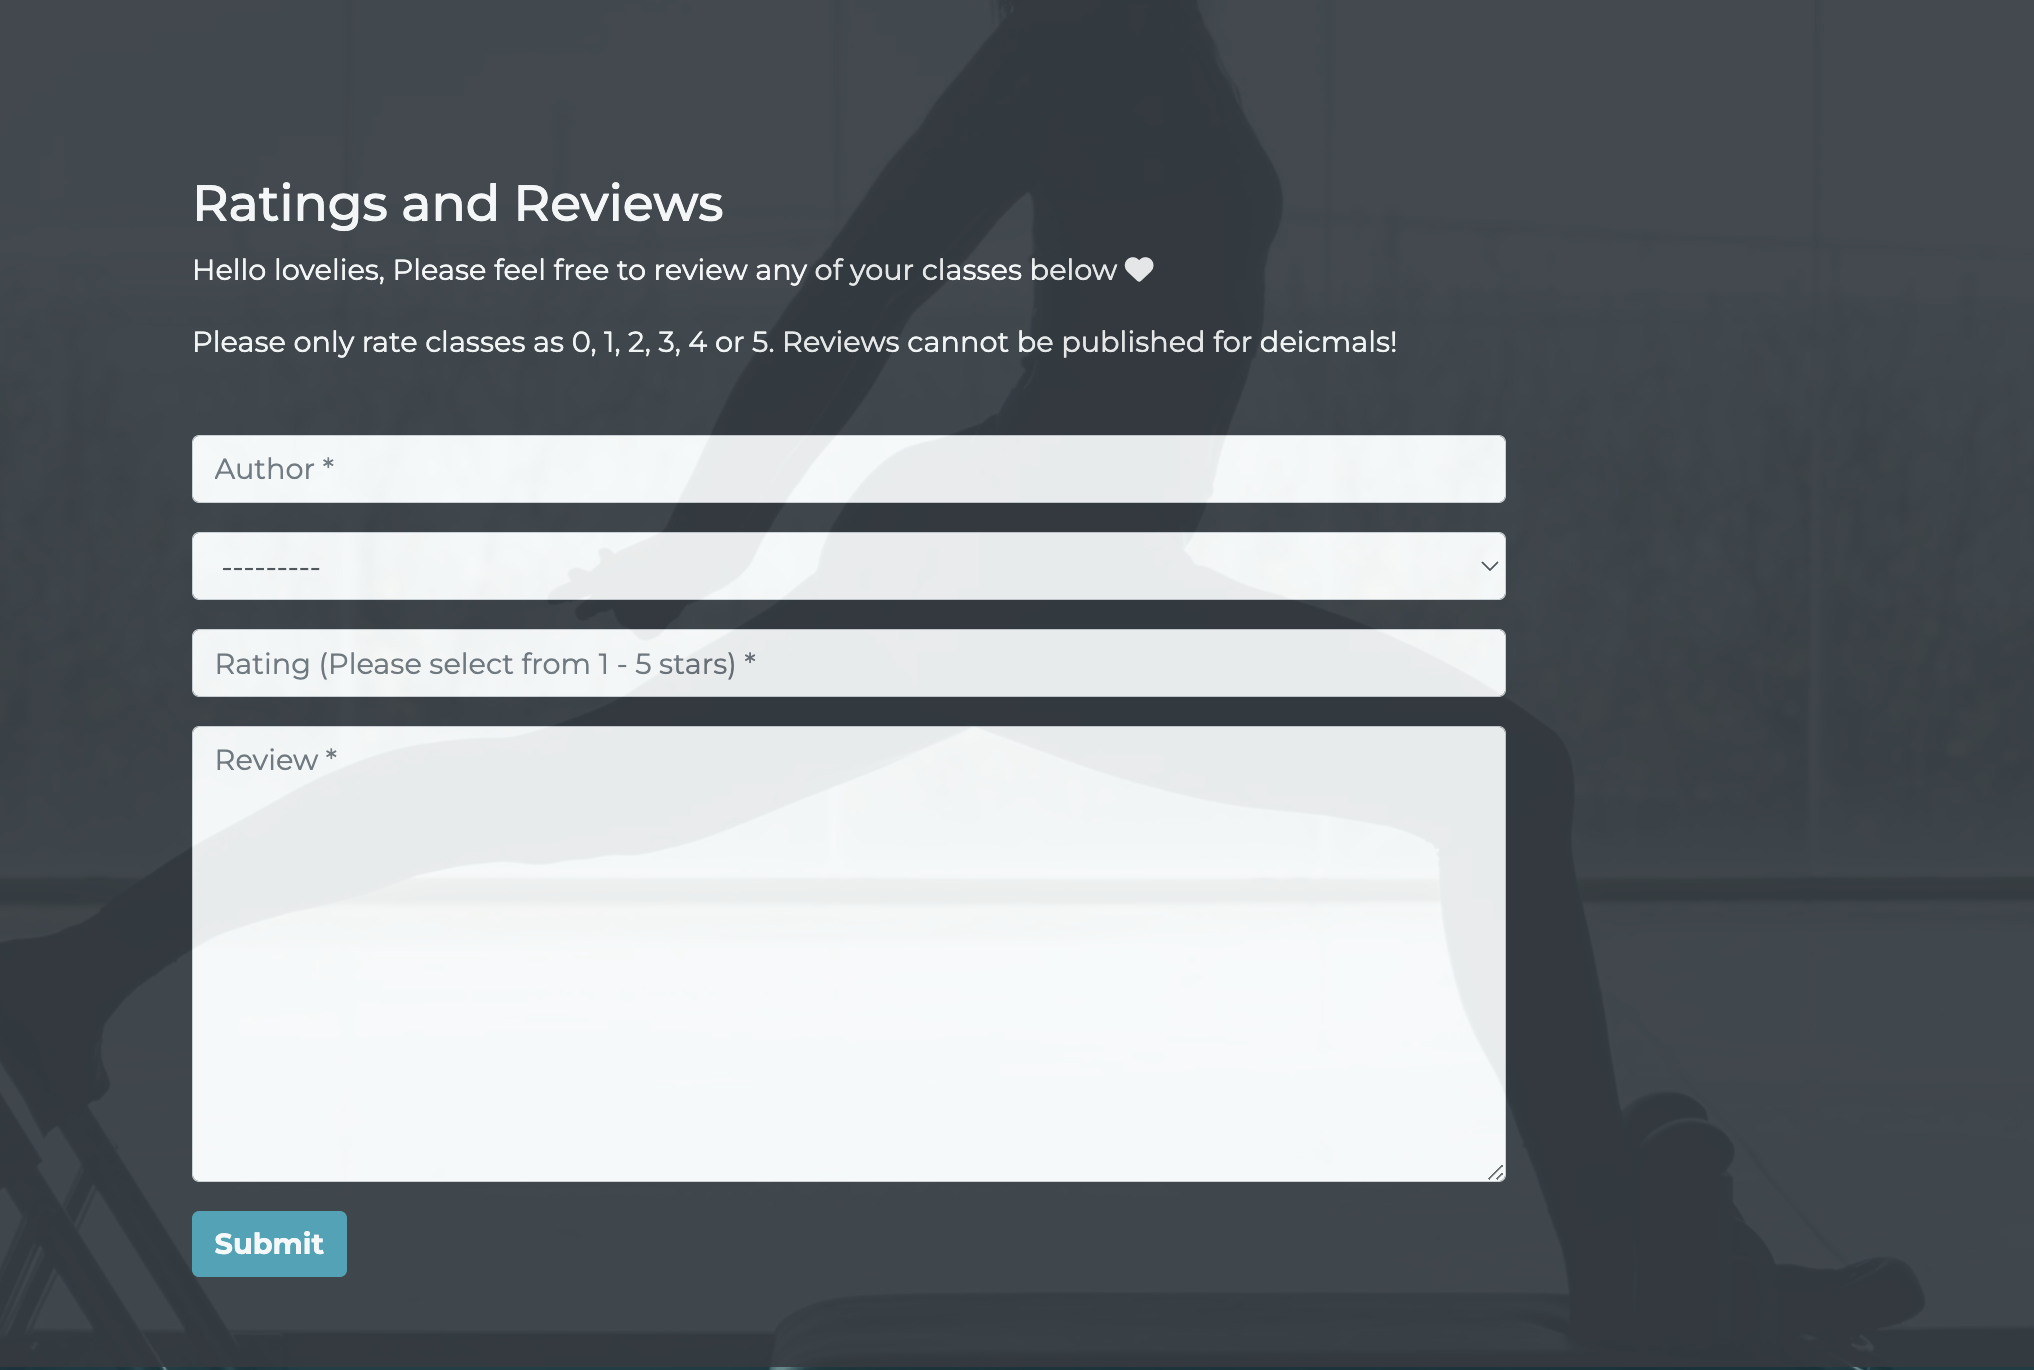 Ratings and Reviews
Hello lovelies, Please feel free to review any of your classes below
Please only rate classes as 0, 1, 2, 3, 4 or 5. Reviews cannot be published for deicmals!
Author *
---------
Rating (Please select from 1 - 5 stars) *
Review *
Submit